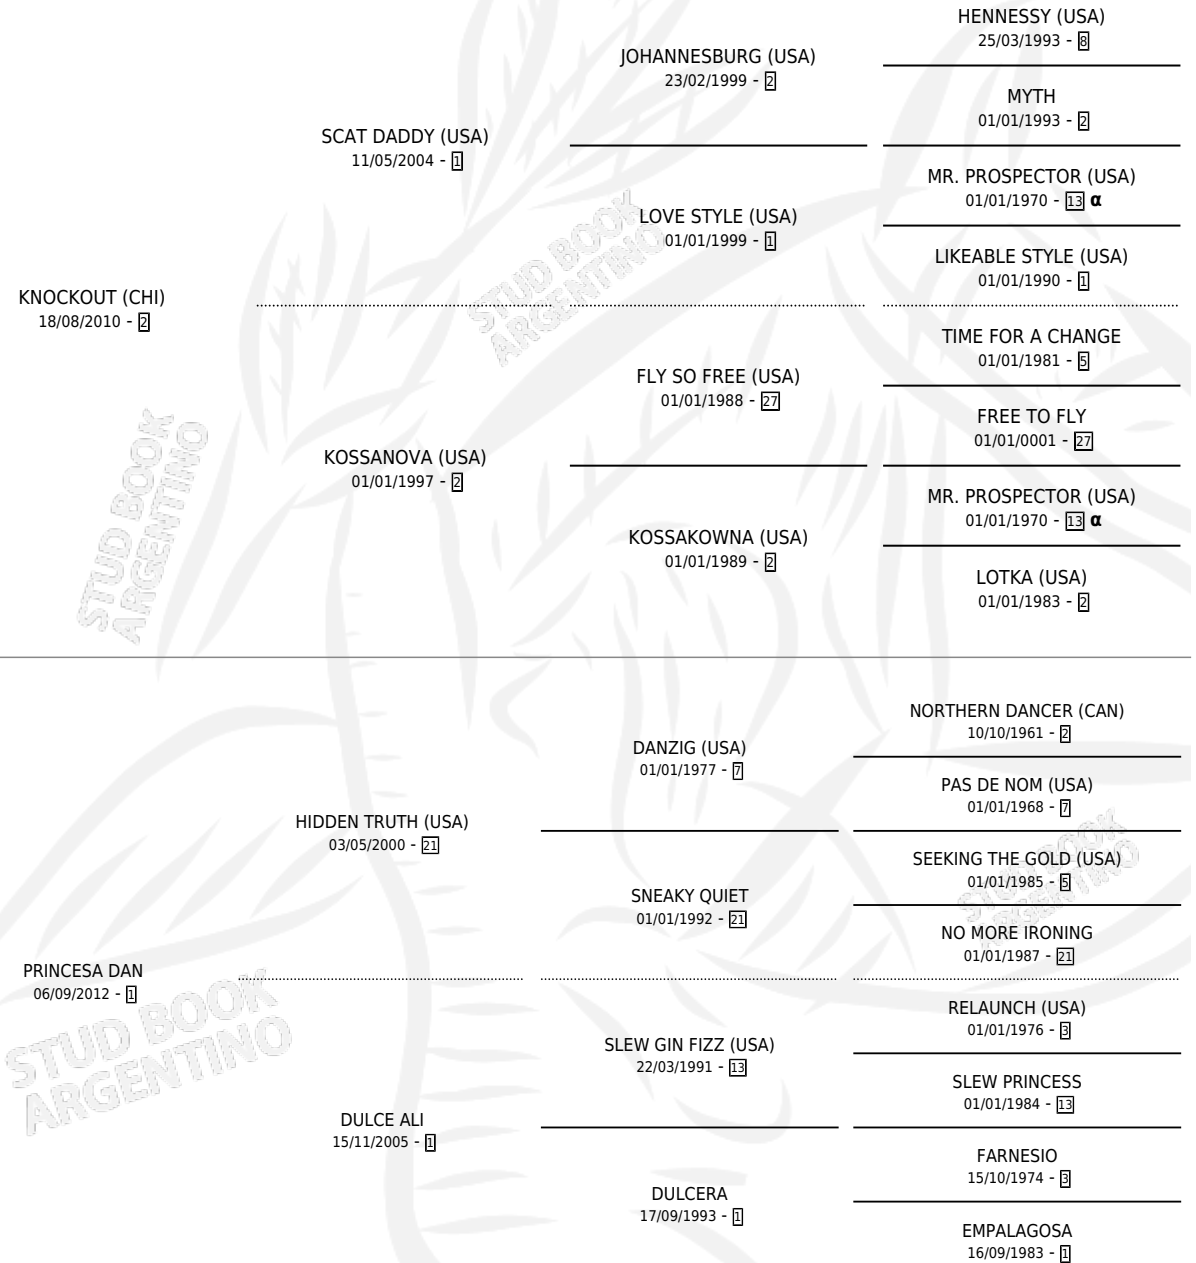 HENNESSY (USA)
25/03/1993 - 8
JOHANNESBURG (USA)
23/02/1999 - 2
MYTH
01/01/1993 - 2
SCAT DADDY (USA)
11/05/2004 - 1
MR. PROSPECTOR (USA)
01/01/1970 - 13 α
LOVE STYLE (USA)
01/01/1999 - 1
LIKEABLE STYLE (USA)
01/01/1990 - 1
KNOCKOUT (CHI)
18/08/2010 - 2
TIME FOR A CHANGE
01/01/1981 - 5
FLY SO FREE (USA)
01/01/1988 - 27
FREE TO FLY
01/01/0001 - 27
KOSSANOVA (USA)
01/01/1997 - 2
MR. PROSPECTOR (USA)
01/01/1970 - 13 α
KOSSAKOWNA (USA)
01/01/1989 - 2
LOTKA (USA)
01/01/1983 - 2
NORTHERN DANCER (CAN)
10/10/1961 - 2
DANZIG (USA)
01/01/1977 - 7
PAS DE NOM (USA)
01/01/1968 - 7
HIDDEN TRUTH (USA)
03/05/2000 - 21
SEEKING THE GOLD (USA)
01/01/1985 - 5
SNEAKY QUIET
01/01/1992 - 21
NO MORE IRONING
01/01/1987 - 21
PRINCESA DAN
06/09/2012 - 1
RELAUNCH (USA)
01/01/1976 - 3
SLEW GIN FIZZ (USA)
22/03/1991 - 13
SLEW PRINCESS
01/01/1984 - 13
DULCE ALI
15/11/2005 - 1
FARNESIO
15/10/1974 - 3
DULCERA
17/09/1993 - 1
EMPALAGOSA
16/09/1983 - 1
STUD BOOK
ARGENTINO
STUD BOOK
ARGENTINO
STUD BOOK
ARGENTINO
STUD BOOK
ARGENTINO